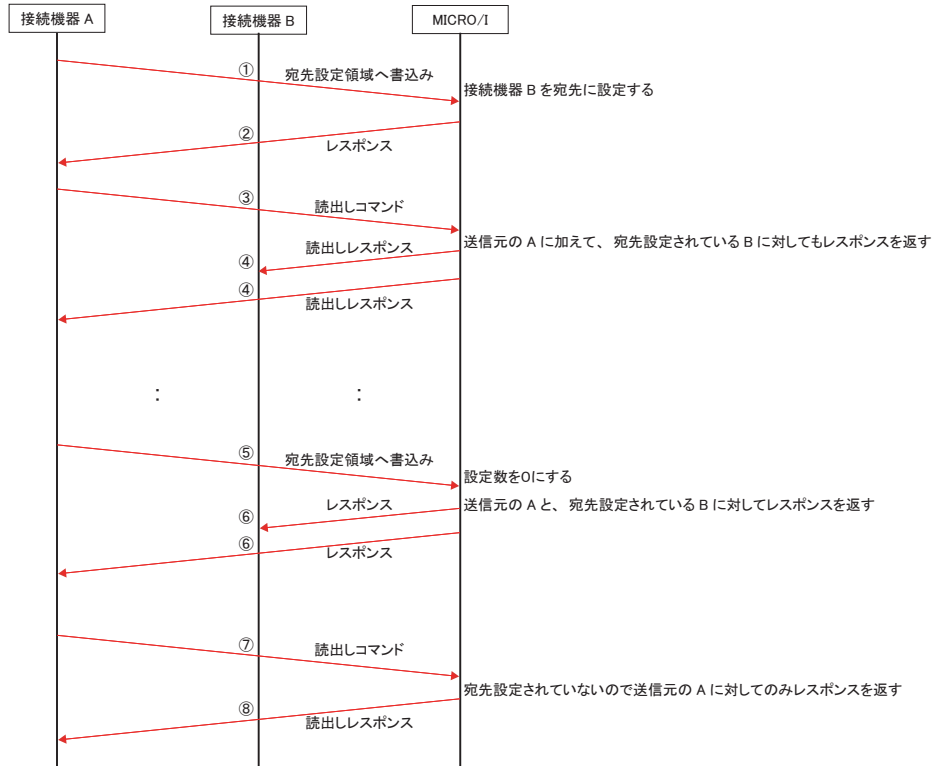 接続機器 A
接続機器 B
MICRO/I
① 宛先設定領域へ書込み
接続機器 B を宛先に設定する
② レスポンス
③ 読出しコマンド
送信元の A に加えて、宛先設定されている B に対してもレスポンスを返す
読出しレスポンス
④
④
読出しレスポンス
:
:
⑤ 宛先設定領域へ書込み
設定数を0にする
レスポンス
送信元の A と、宛先設定されている B に対してレスポンスを返す
⑥
⑥
レスポンス
⑦ 読出しコマンド
宛先設定されていないので送信元の A に対してのみレスポンスを返す
⑧ 読出しレスポンス